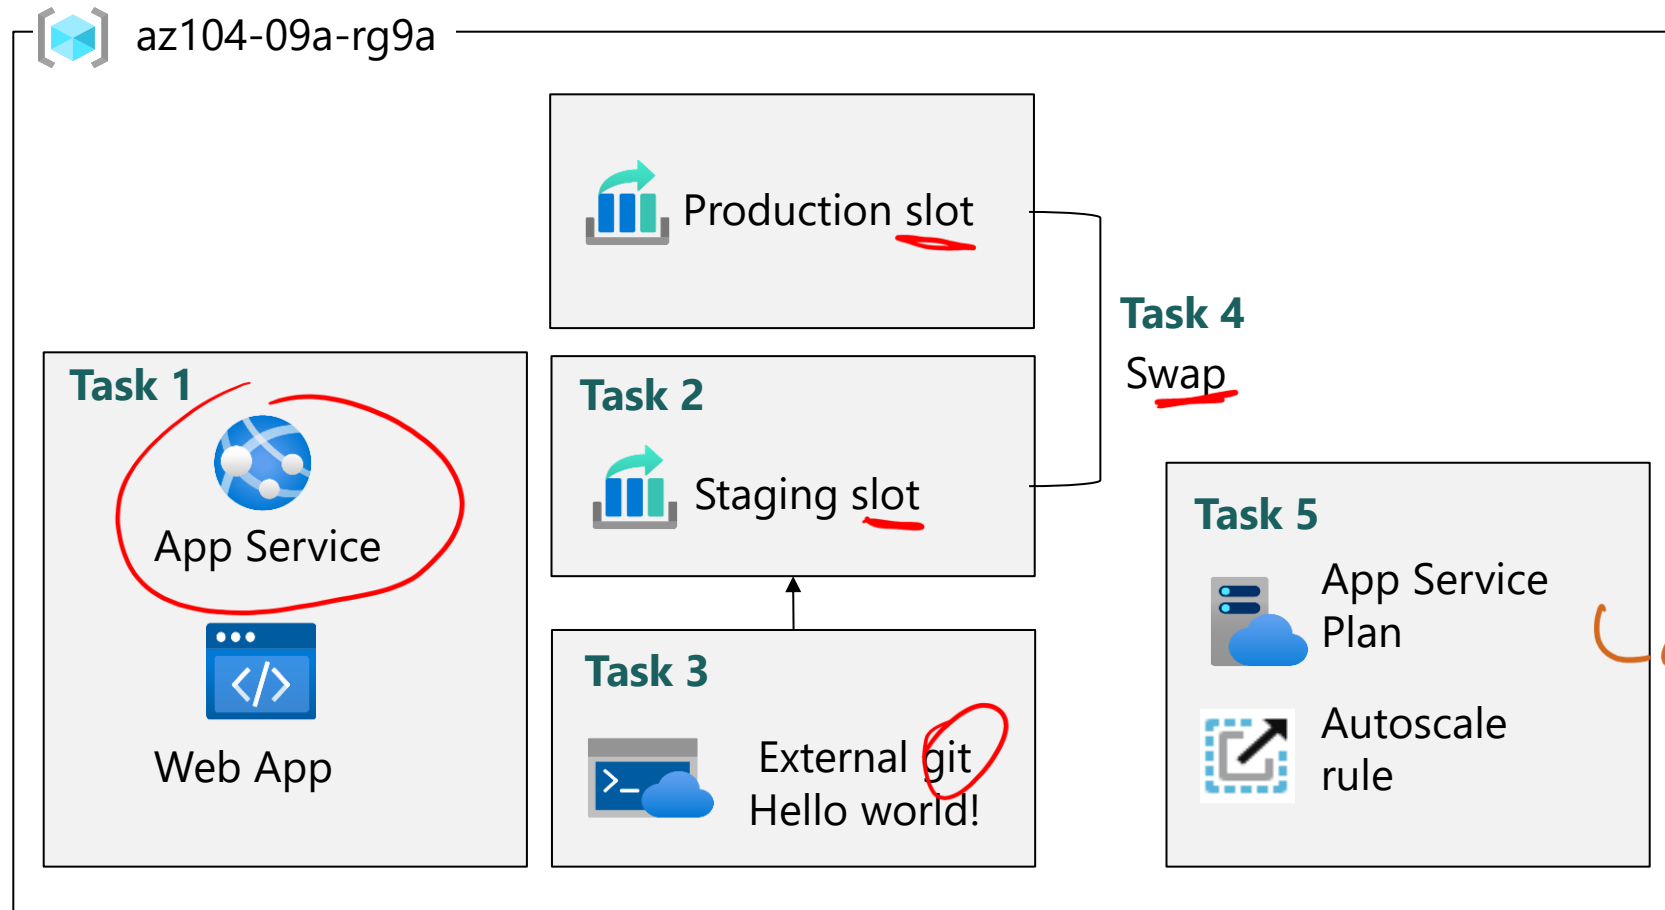 az104-09a-rg9a
Production slot
Task 4
Swap
Task 1
App Service
Web App
Task 2
Staging slot
Task 3
External git
Hello world!
Task 5
App Service
Plan
Autoscale
rule